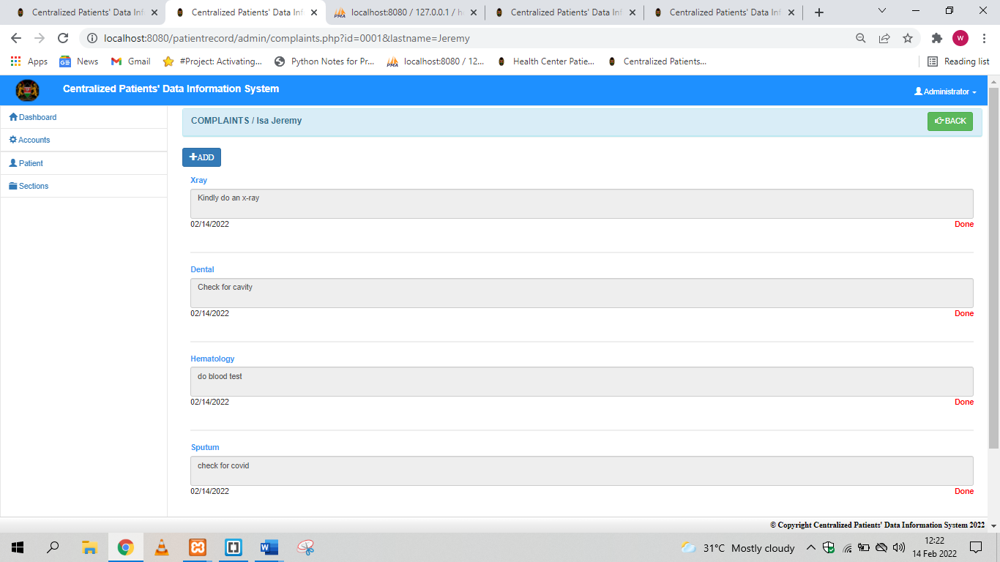 Centralized Patients' Data Inf
Centralized Patients' Data Inf
localhost:8080 / 127.0.0.1 / h
Centralized Patients' Data Inf
Centralized Patients' Data Inf
localhost:8080/patientrecord/admin/complaints.php?id=0001&lastname=Jeremy
W
Apps
GE
News
Gmail
#Project: Activating...
Python Notes for Pr...
PMA
localhost:8080 / 12...
Health Center Patie...
Centralized Patients...
Reading list
Centralized Patients' Data Information System
Administrator
Dashboard
Accounts
Patient
Sections
COMPLAINTS / Isa Jeremy
BACK
ADD
Xray
Kindly do an x-ray
02/14/2022
Done
Dental
Check for cavity
02/14/2022
Done
Hematology
do blood test
02/14/2022
Done
Sputum
check for covid
02/14/2022
Done
© Copyright Centralized Patients' Data Information System 2022
31°C Mostly cloudy
12:22
14 Feb 2022